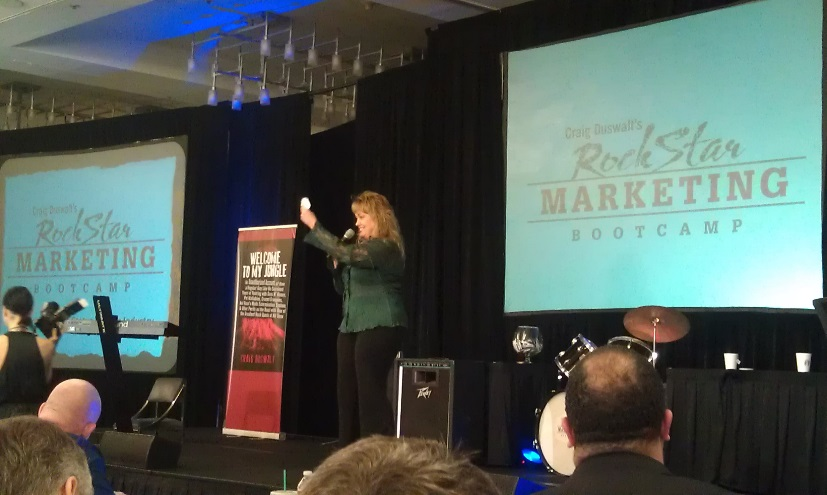 Craig Duswalt's
RockStar
MARKETING
BOOTCAMP
WELCOME
TO MY JUNGLE
CRAIG DUSWALT
Craig Duswalt's
RockStar
MARKETING
BOOTCAMP
PEAVEY